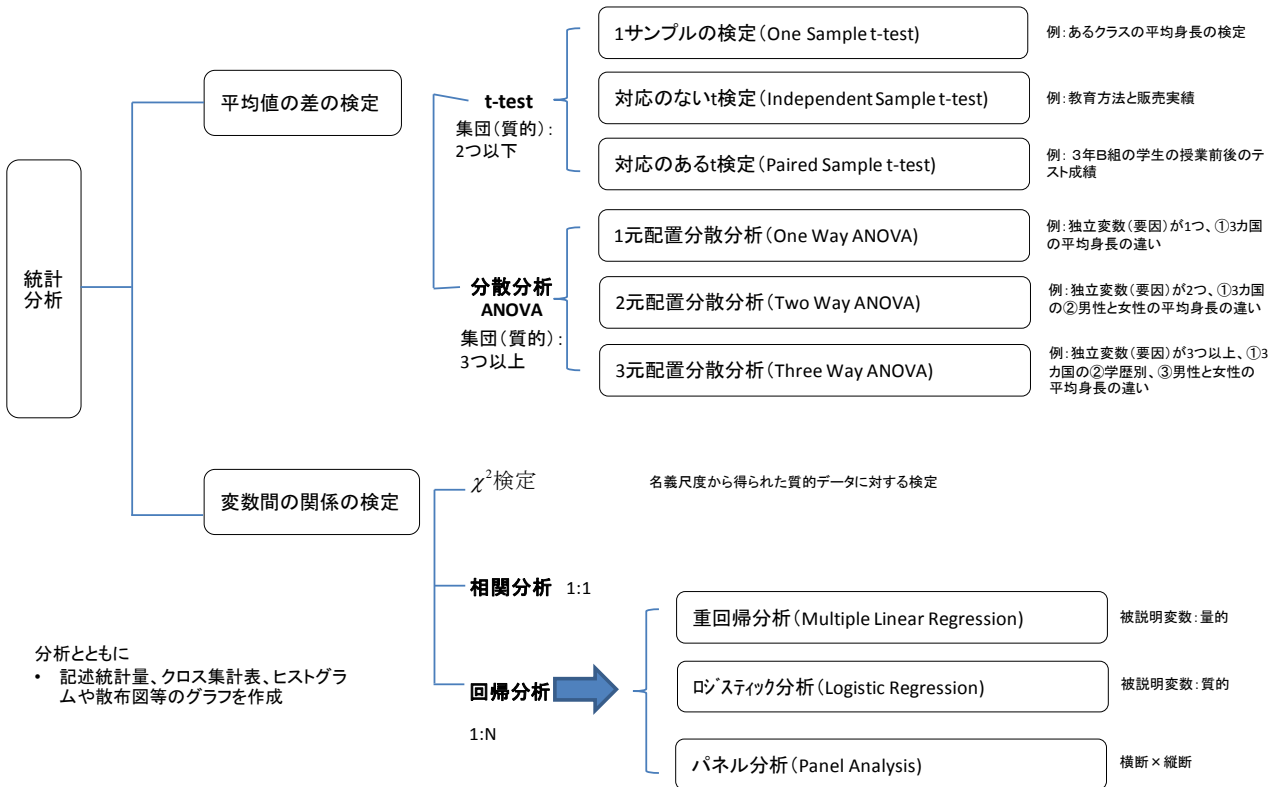 統計
分析
平均値の差の検定
t-test
集団(質的):
2つ以下
1サンプルの検定(One Sample t-test)
例:あるクラスの平均身長の検定
対応のないt検定(Independent Sample t-test)
例:教育方法と販売実績
対応のあるt検定(Paired Sample t-test)
例: 3年B組の学生の授業前後のテ
スト成績
分散分析
ANOVA
集団(質的):
3つ以上
1元配置分散分析(One Way ANOVA)
例:独立変数(要因)が1つ、①3カ国
の平均身長の違い
2元配置分散分析(Two Way ANOVA)
例:独立変数(要因)が2つ、①3カ国
の②男性と女性の平均身長の違い
3元配置分散分析(Three Way ANOVA)
例:独立変数(要因)が3つ以上、①3
カ国の②学歴別、③男性と女性の
平均身長の違い
変数間の関係の検定
χ²検定
名義尺度から得られた質的データに対する検定
相関分析 1:1
回帰分析
1:N
重回帰分析(Multiple Linear Regression)
被説明変数:量的
ロジスティック分析(Logistic Regression)
被説明変数:質的
パネル分析(Panel Analysis)
横断×縦断
分析とともに
• 記述統計量、クロス集計表、ヒストグラ
ムや散布図等のグラフを作成